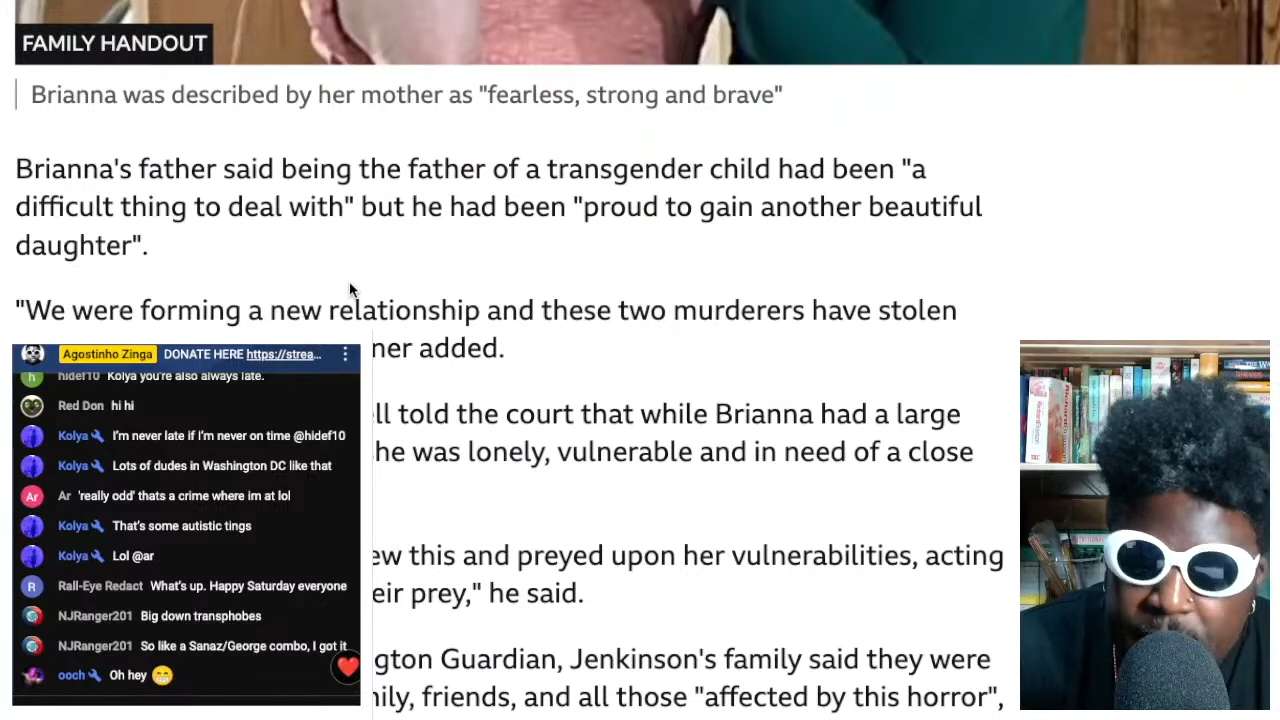 FAMILY HANDOUT
Brianna was described by her mother as "fearless, strong and brave"
Brianna's father said being the father of a transgender child had been "a
difficult thing to deal with" but he had been "proud to gain another beautiful
daughter".
"We were forming a new relationship and these two murderers have stolen
ner added.
ll told the court that while Brianna had a large
he was lonely, vulnerable and in need of a close
ew this and preyed upon her vulnerabilities, acting
eir prey," he said.
gton Guardian, Jenkinson's family said they were
nily, friends, and all those "affected by this horror",
Agostinho Zinga DONATE HERE https://strea...
hidef10 Kolya you're also always late.
Red Don hi hi
Kolya I'm never late if I'm never on time @hidef10
Kolya Lots of dudes in Washington DC like that
Ar Ar 'really odd' thats a crime where im at lol
Kolya That's some autistic tings
Kolya Lol @ar
R Rall-Eye Redact What's up. Happy Saturday everyone
NJRanger201 Big down transphobes
NJRanger201 So like a Sanaz/George combo, I got it
ooch Oh hey 😁